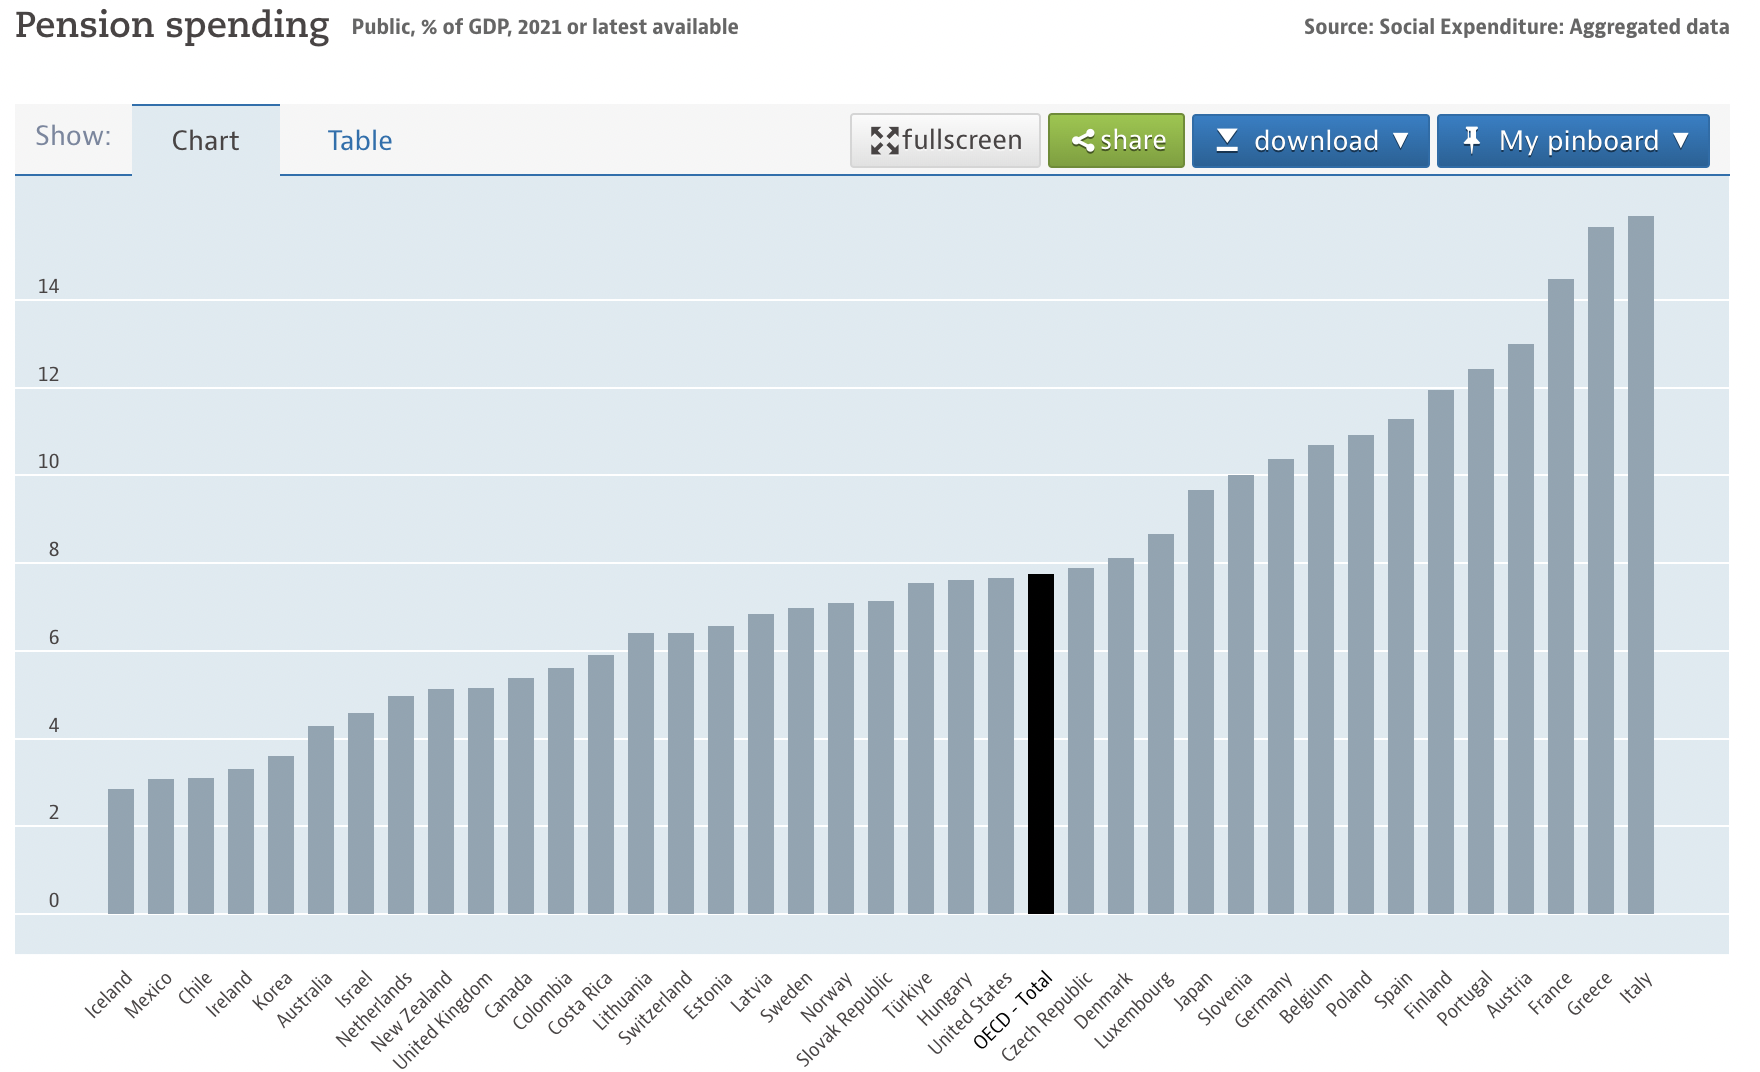 Pension spending Public, % of GDP, 2021 or latest available Source: Social Expenditure: Aggregated data
Show: Chart Table fullscreen share download ▼ My pinboard ▼
14
12
10
8
6
4
2
0
Iceland
Mexico
Chile
Ireland
Korea
Australia
Israel
Netherlands
New Zealand
United Kingdom
Canada
Colombia
Costa Rica
Lithuania
Switzerland
Estonia
Latvia
Sweden
Norway
Slovak Republic
Türkiye
Hungary
United States
OECD - Total
Czech Republic
Denmark
Luxembourg
Japan
Slovenia
Germany
Belgium
Poland
Spain
Finland
Portugal
Austria
France
Greece
Italy